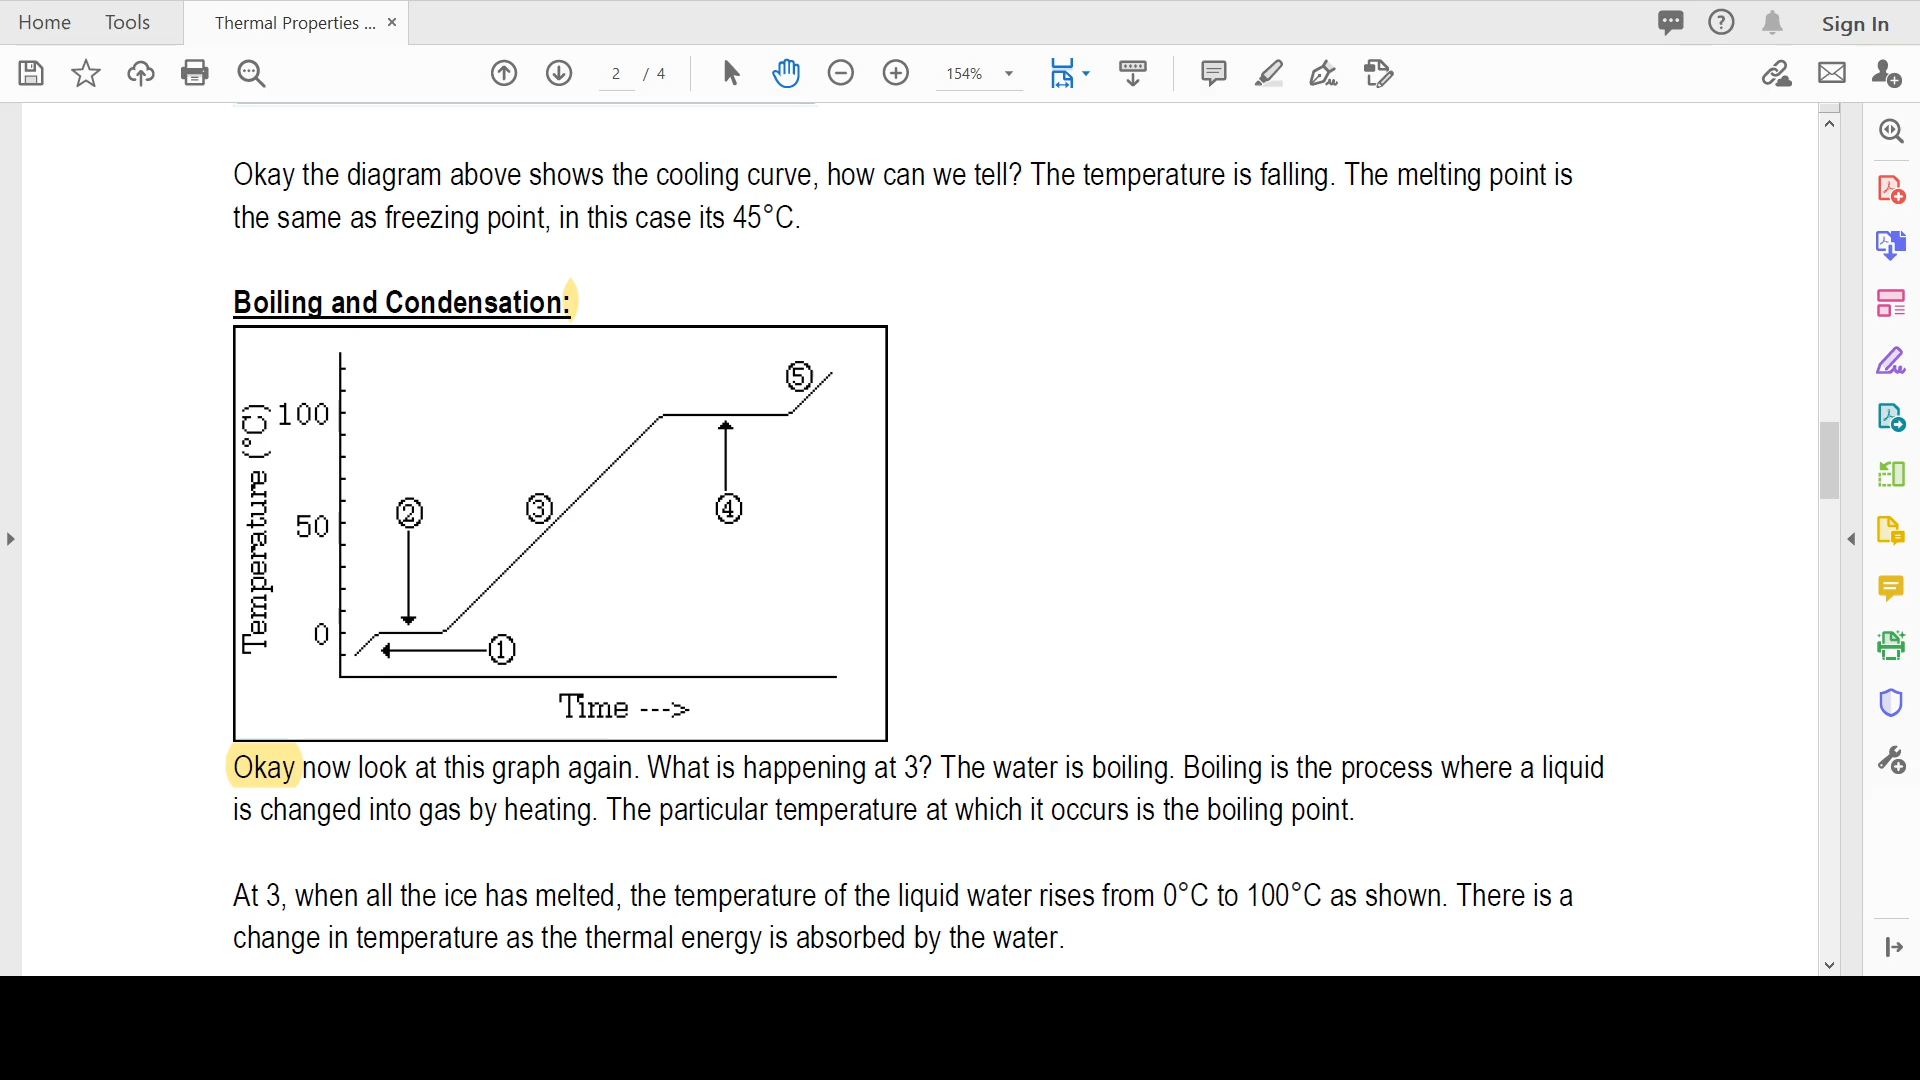 Home Tools Thermal Properties ... × Sign In
2 / 4 154%
Okay the diagram above shows the cooling curve, how can we tell? The temperature is falling. The melting point is
the same as freezing point, in this case its 45°C.
Boiling and Condensation:
Temperature (°C)
100
50
0
⑤
②
③
④
①
Time --->
Okay now look at this graph again. What is happening at 3? The water is boiling. Boiling is the process where a liquid
is changed into gas by heating. The particular temperature at which it occurs is the boiling point.
At 3, when all the ice has melted, the temperature of the liquid water rises from 0°C to 100°C as shown. There is a
change in temperature as the thermal energy is absorbed by the water.